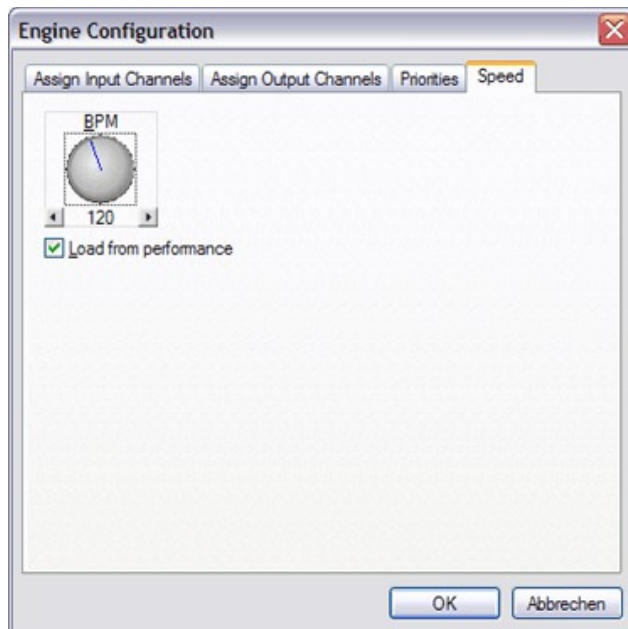 Engine Configuration
Assign Input Channels Assign Output Channels Priorities Speed
BPM
120
Load from performance
OK Abbrechen